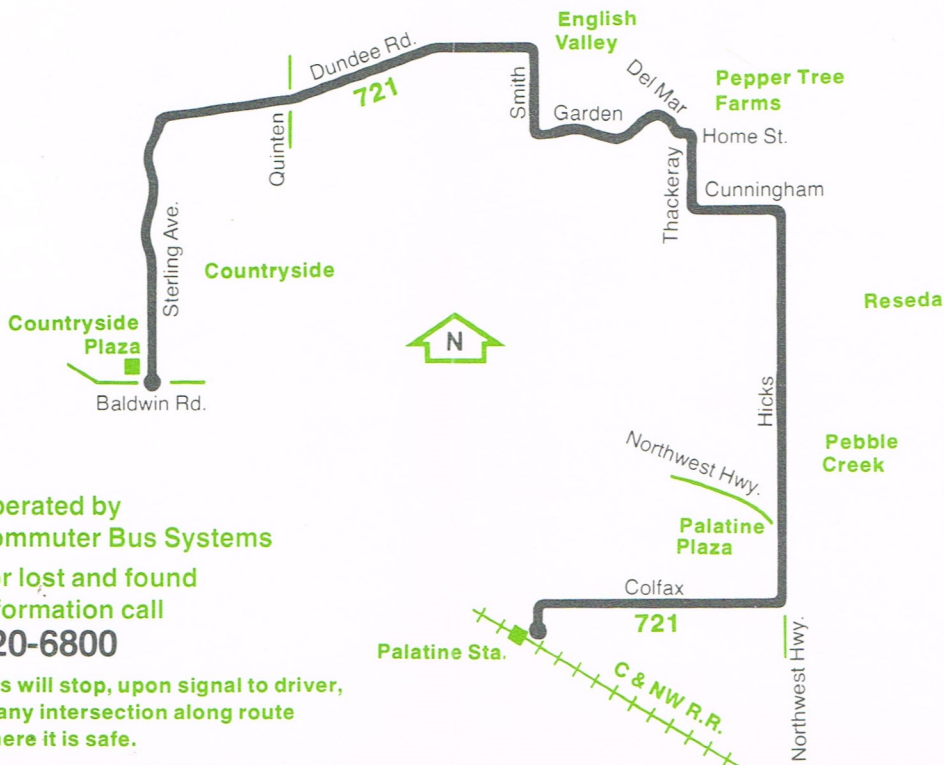 English
Valley
Dundee Rd.
721
Smith
Garden
Del Mar
Pepper Tree
Farms
Home St.
Quinten
Thackeray
Cunningham
Sterling Ave.
Countryside
Reseda
Countryside
Plaza
N
Baldwin Rd.
Hicks
Northwest Hwy.
Pebble
Creek
Palatine
Plaza
perated by
ommuter Bus Systems
r lost and found
formation call
20-6800
s will stop, upon signal to driver,
any intersection along route
here it is safe.
Colfax
721
Palatine Sta.
C & NW R.R.
Northwest Hwy.